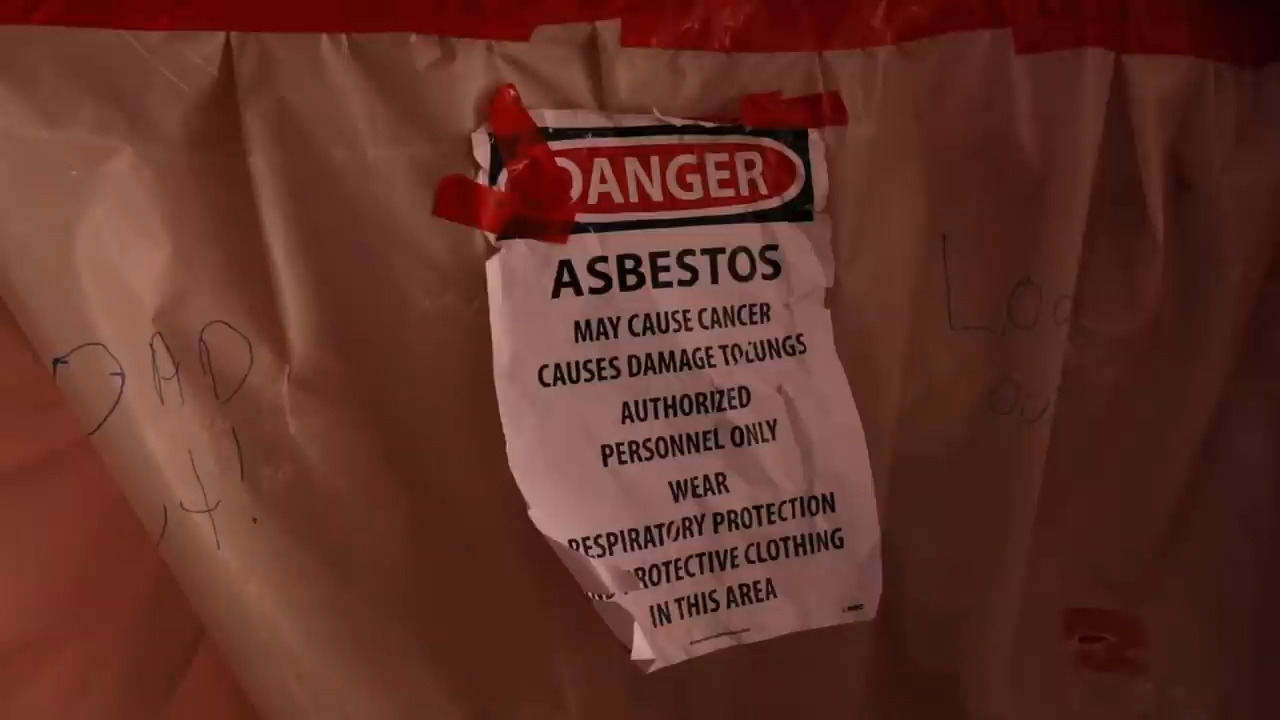 DANGER
ASBESTOS
MAY CAUSE CANCER
CAUSES DAMAGE TO LUNGS
AUTHORIZED
PERSONNEL ONLY
WEAR
RESPIRATORY PROTECTION
PROTECTIVE CLOTHING
IN THIS AREA